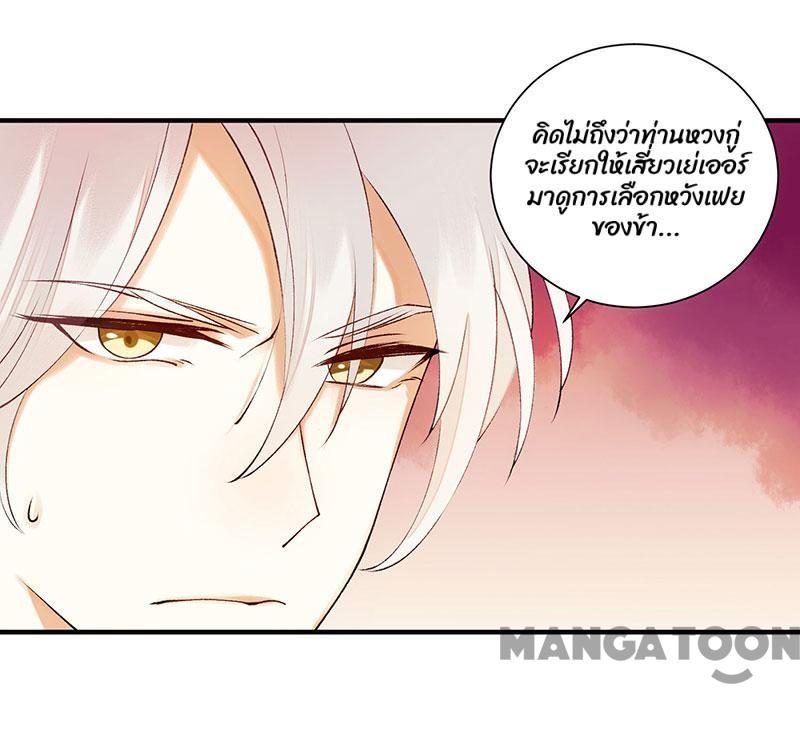 คิดไม่ถึงว่าท่านหวงกู่
จะเรียกให้เสี่ยวเย่เออร์
มาดูการเลือกหวังเฟย
ของข้า...
MANGATOON